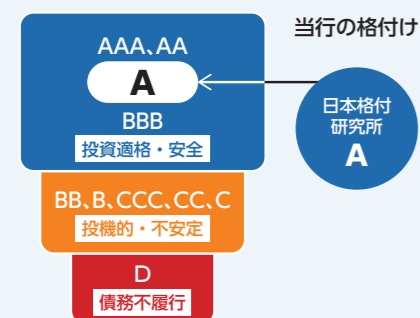 当行の格付け
AAA、AA
A
BBB
投資適格・安全
日本格付
研究所
A
BB、B、CCC、CC、C
投機的・不安定
D
債務不履行